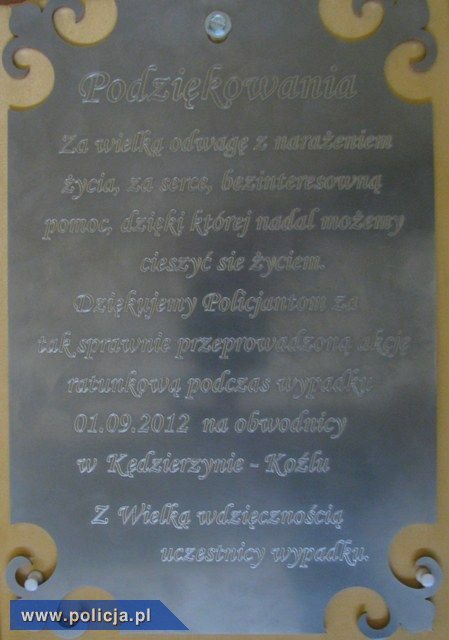 Podziękowania
Za wielką odwagę z narażeniem
życia, za serce, bezinteresowną
pomoc, dzięki której nadal możemy
cieszyć sie życiem.
Dziękujemy Policjantom za
tak sprawnie przeprowadzoną akcję
ratunkową podczas wypadku
01.09.2012 na obwodnicy
w Kędzierzynie - Koźlu
Z Wielką wdzięcznością
uczestnicy wypadku.
www.policja.pl